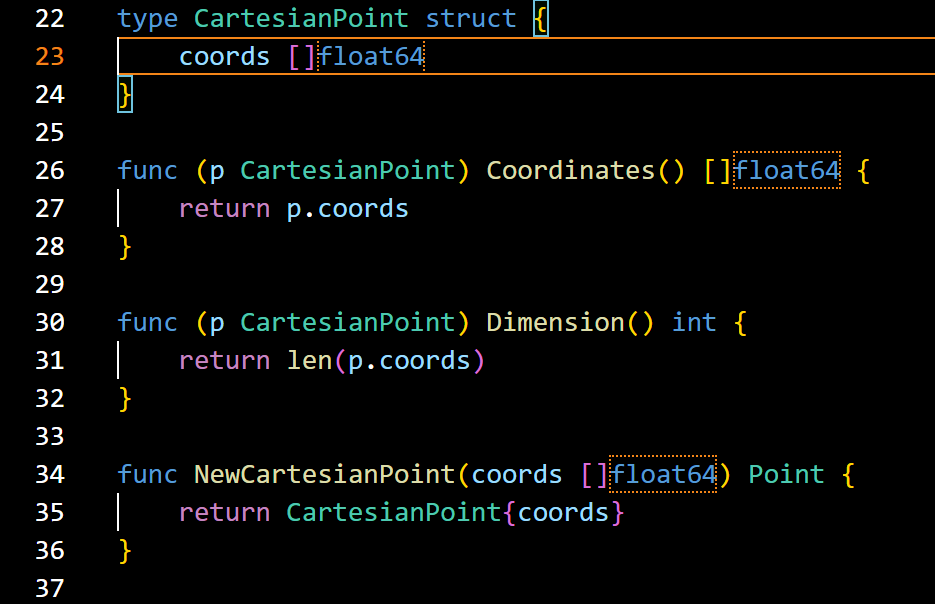 22 type CartesianPoint struct {
23     coords []float64
24 }
25
26 func (p CartesianPoint) Coordinates() []float64 {
27     return p.coords
28 }
29
30 func (p CartesianPoint) Dimension() int {
31     return len(p.coords)
32 }
33
34 func NewCartesianPoint(coords []float64) Point {
35     return CartesianPoint{coords}
36 }
37